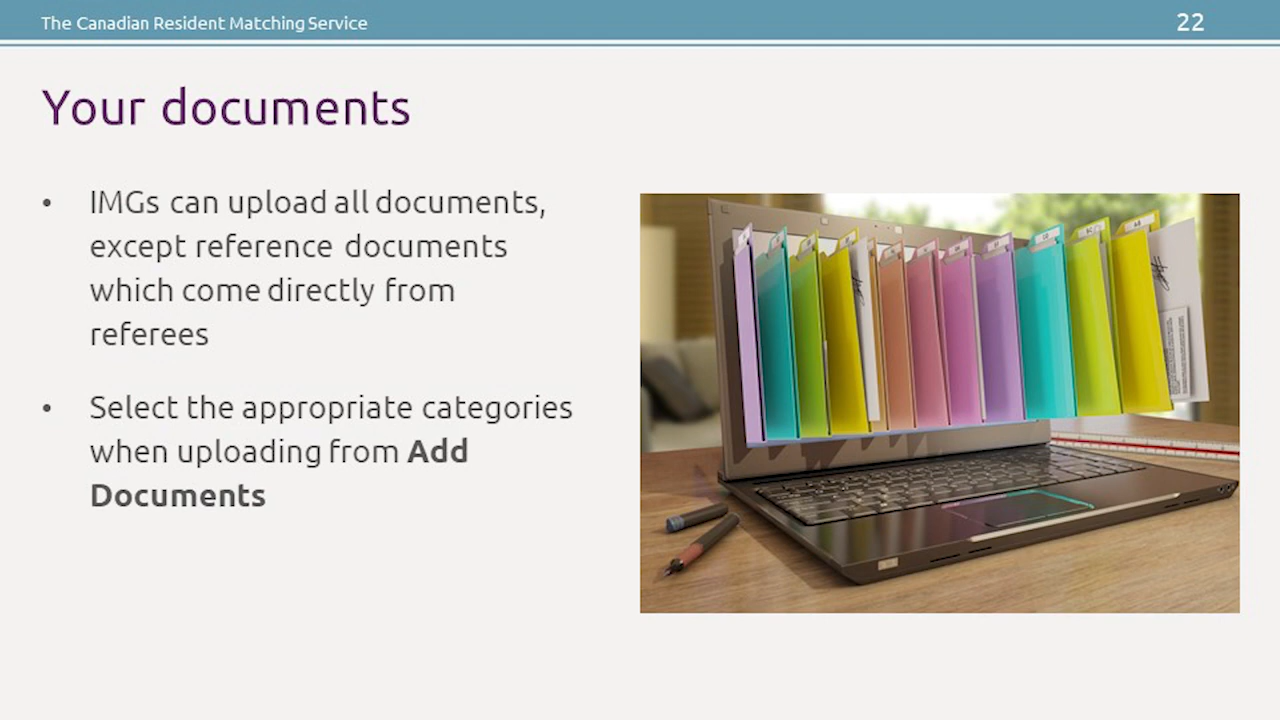 The Canadian Resident Matching Service
22
Your documents
• IMGs can upload all documents,
except reference documents
which come directly from
referees
• Select the appropriate categories
when uploading from Add
Documents